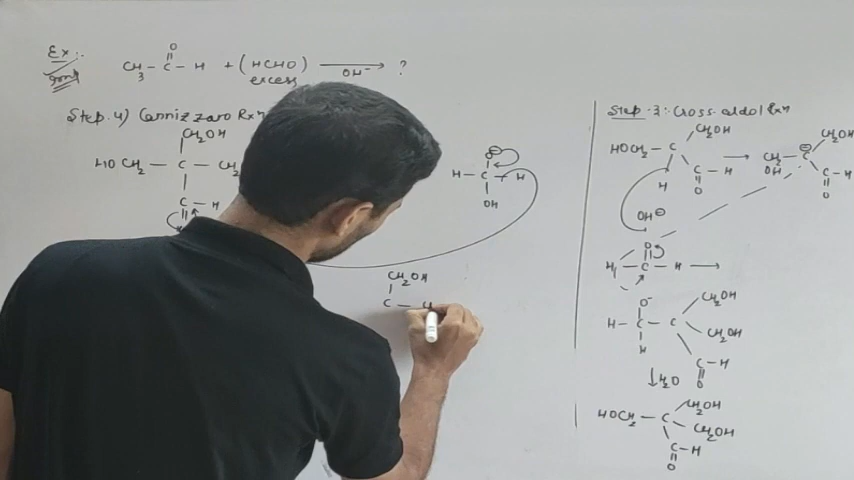 Ex:-
O
CH3 - C - H + (HCHO) → ?
excess OH-
Step-4) Cannizzaro Rxn
CH2OH
HOCH2 - C - CH2
C - H
O-
H - C - H
OH
CH2OH
C -
Step-3:- Cross-aldol Rxn
CH2OH
HOCH2 - C
C - H
H O
→
CH2OH
CH2 - C
OH
C - H
O
OH⊖
O
H - C - H →
O-
H - C - C
H
CH2OH
CH2OH
C - H
O
↓ H2O
HOCH2 - C
CH2OH
CH2OH
C - H
O